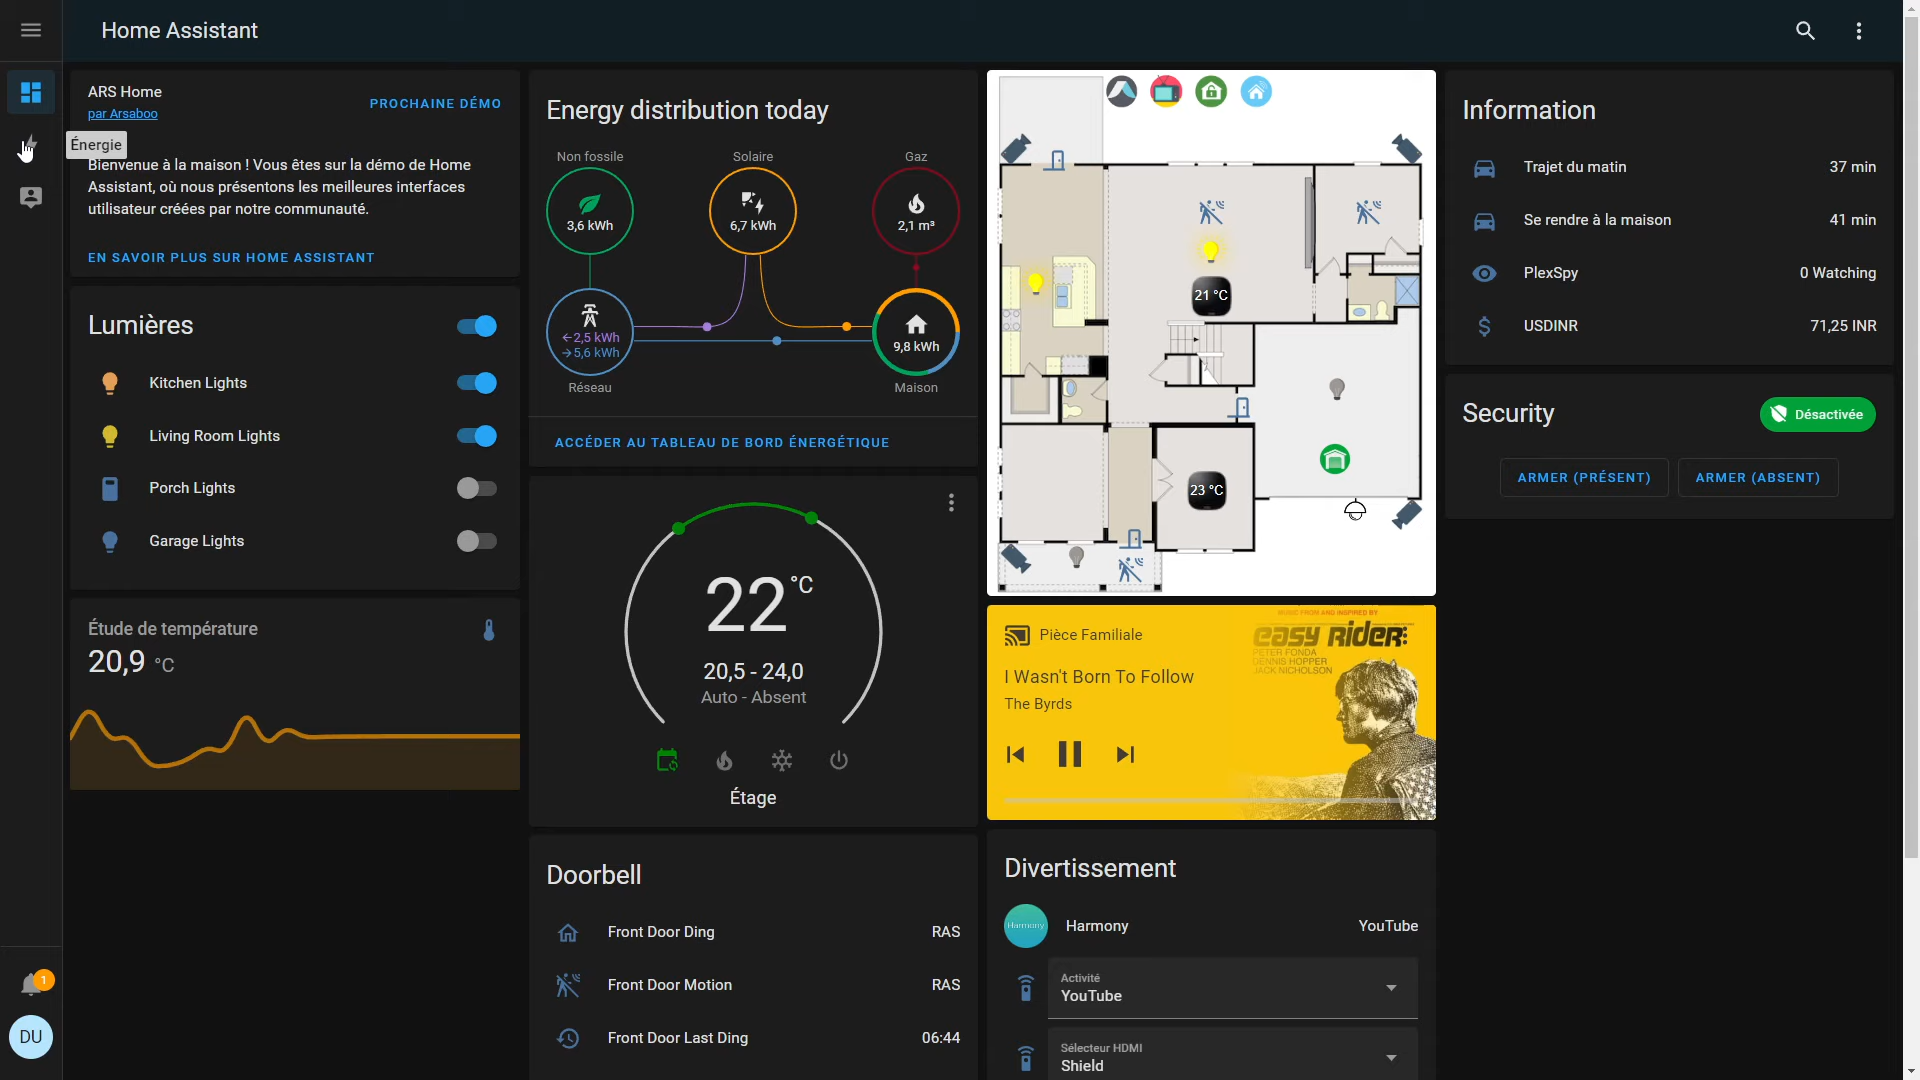 Home Assistant
ARS Home
par Arsaboo
PROCHAINE DÉMO
Énergie
Bienvenue à la maison ! Vous êtes sur la démo de Home
Assistant, où nous présentons les meilleures interfaces
utilisateur créées par notre communauté.
EN SAVOIR PLUS SUR HOME ASSISTANT
Lumières
Kitchen Lights
Living Room Lights
Porch Lights
Garage Lights
Étude de température
20,9 °C
1
DU
Energy distribution today
Non fossile
Solaire
Gaz
3,6 kWh
6,7 kWh
2,1 m³
←2,5 kWh
→5,6 kWh
9,8 kWh
Réseau
Maison
ACCÉDER AU TABLEAU DE BORD ÉNERGÉTIQUE
22 °C
20,5 - 24,0
Auto - Absent
Étage
Doorbell
Front Door Ding RAS
Front Door Motion RAS
Front Door Last Ding 06:44
21 °C
23 °C
Pièce Familiale
I Wasn't Born To Follow
The Byrds
MUSIC FROM AND INSPIRED BY
easy Rider:
PETER FONDA
DENNIS HOPPER
JACK NICHOLSON
Divertissement
Harmony
Harmony YouTube
Activité
YouTube
Sélecteur HDMI
Shield
Information
Trajet du matin 37 min
Se rendre à la maison 41 min
PlexSpy 0 Watching
USDINR 71,25 INR
Security
Désactivée
ARMER (PRÉSENT)
ARMER (ABSENT)